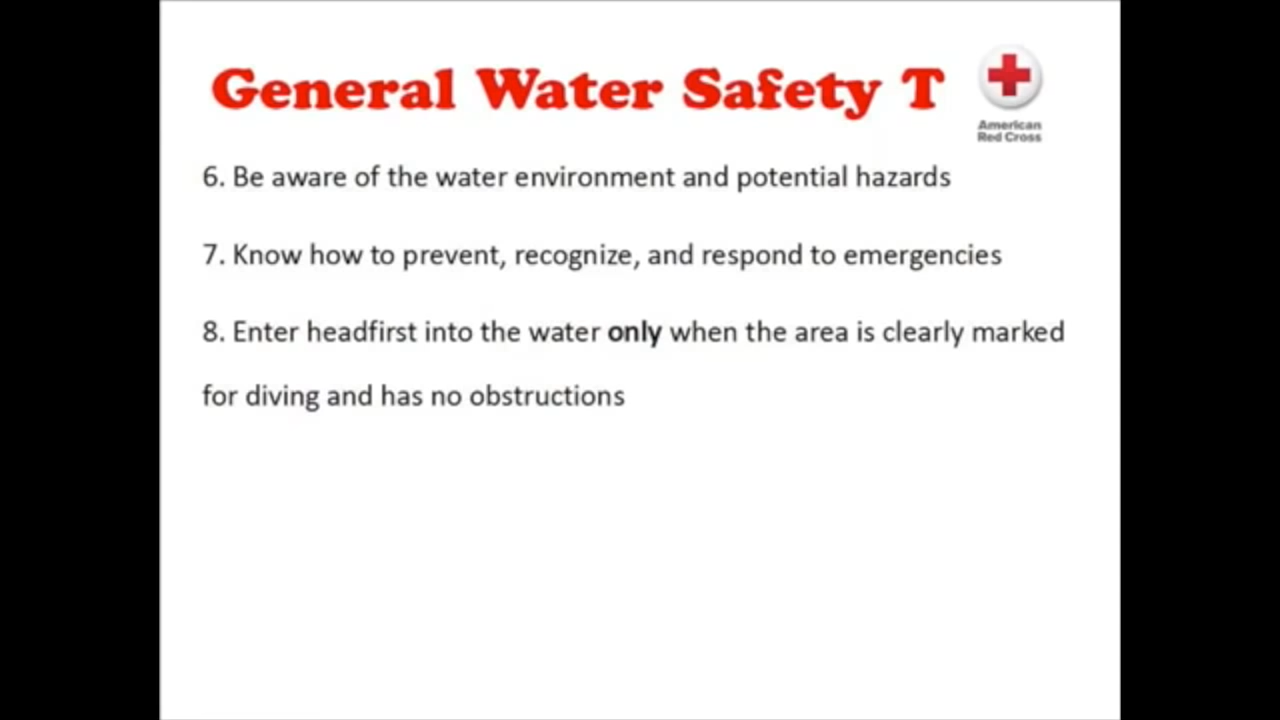 General Water Safety T
American
Red Cross
6. Be aware of the water environment and potential hazards
7. Know how to prevent, recognize, and respond to emergencies
8. Enter headfirst into the water only when the area is clearly marked
for diving and has no obstructions